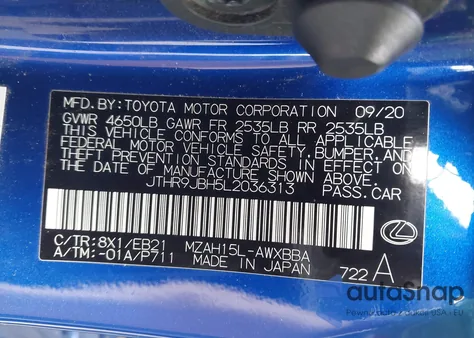 MFD. BY: TOYOTA MOTOR CORPORATION 09/20
GVWR 4650LB GAWR FR 2535LB RR 2535LB
THIS VEHICLE CONFORMS TO ALL APPLICABLE
FEDERAL MOTOR VEHICLE SAFETY, BUMPER, AND
THEFT PREVENTION STANDARDS IN EFFECT ON
THE DATE OF MANUFACTURE SHOWN ABOVE.
JTHR9JBH5L2036313 PASS.CAR
C/TR:8X1/EB21 MZAH15L-AWXBBA
A/TM:-01A/P711 MADE IN JAPAN 722 A
autoSnap